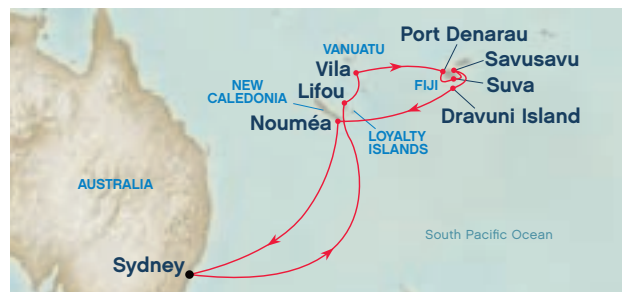 Port Denarau
VANUATU
Savusavu
Vila
FIJI
Suva
NEW
CALEDONIA
Lifou
Dravuni Island
Nouméa
LOYALTY
ISLANDS
AUSTRALIA
South Pacific Ocean
Sydney